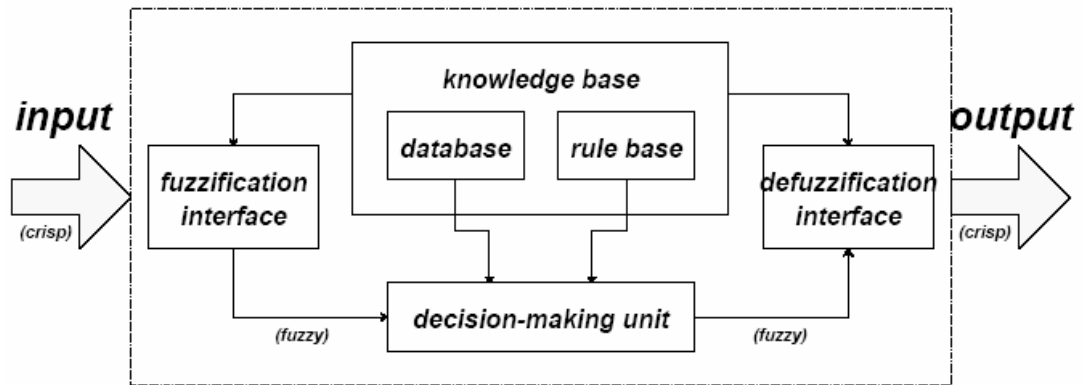 knowledge base
input
output
database
rule base
fuzzification
interface
defuzzification
interface
(crisp)
(crisp)
decision-making unit
(fuzzy)
(fuzzy)